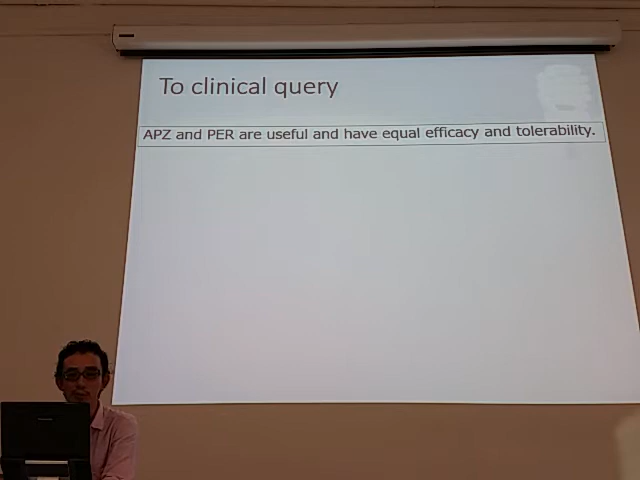 To clinical query
APZ and PER are useful and have equal efficacy and tolerability.